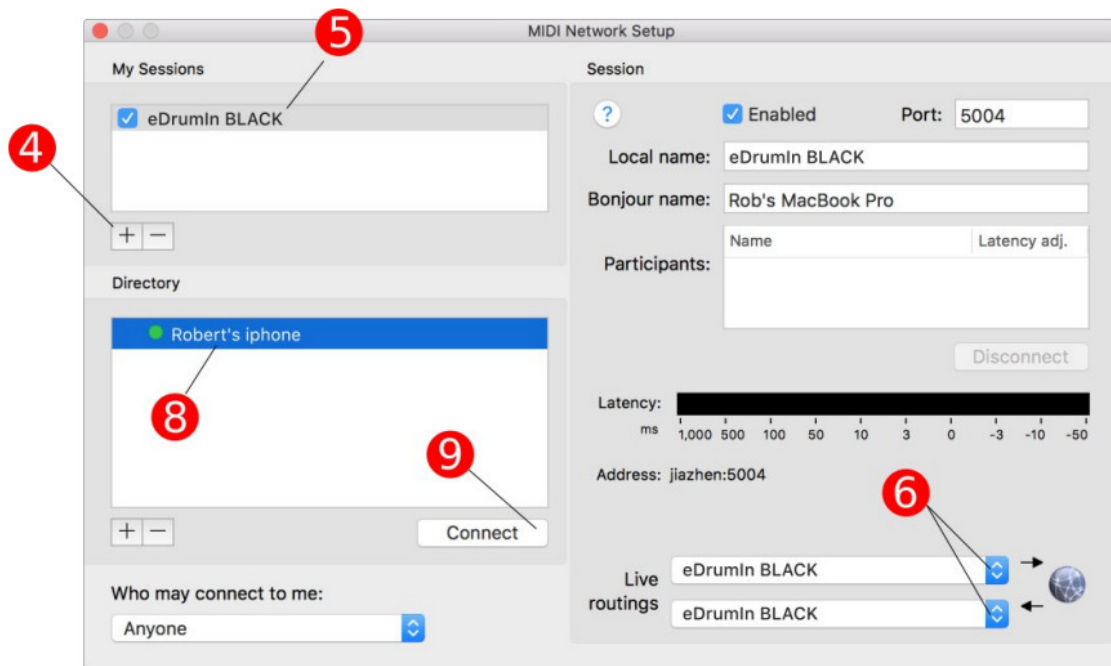 MIDI Network Setup
5
My Sessions
eDrumIn BLACK
4
+ −
Directory
Robert's iphone
8
9
+ −
Connect
Who may connect to me:
Anyone
Session
?
Enabled
Port: 5004
Local name: eDrumIn BLACK
Bonjour name: Rob's MacBook Pro
Name Latency adj.
Participants:
Disconnect
Latency:
ms 1,000 500 100 50 10 3 0 -3 -10 -50
Address: jiazhen:5004
6
Live routings
eDrumIn BLACK
eDrumIn BLACK